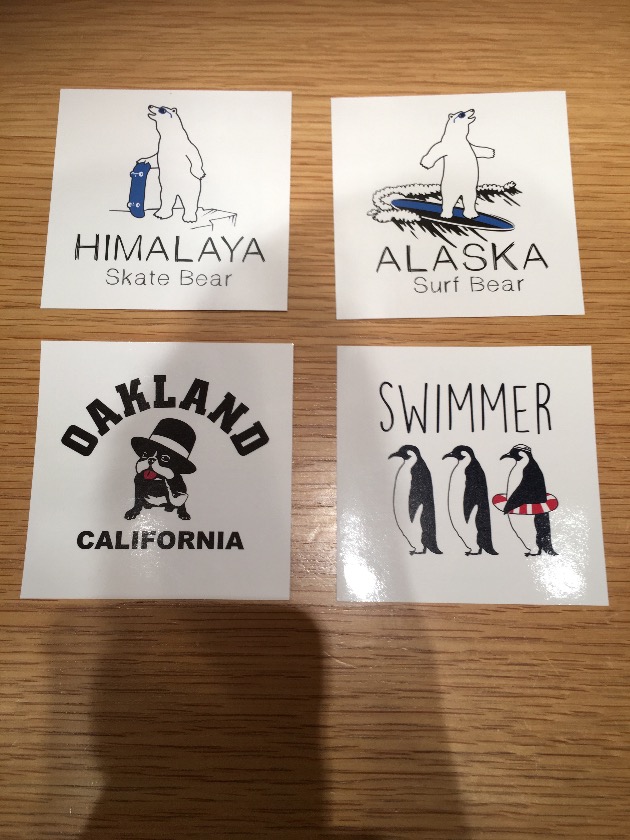 HIMALAYA
Skate Bear
ALASKA
Surf Bear
OAKLAND
CALIFORNIA
SWIMMER